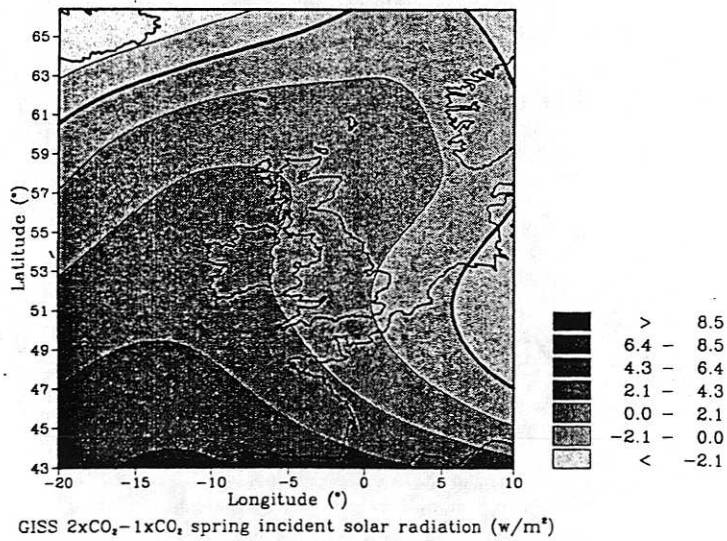 65
63
61
59
57
55
53
51
49
47
45
43
Latitude (°)
-20 -15 -10 -5 0 5 10
Longitude (°)
> 8.5
6.4 - 8.5
4.3 - 6.4
2.1 - 4.3
0.0 - 2.1
-2.1 - 0.0
< -2.1
GISS 2xCO₂-1xCO₂ spring incident solar radiation (w/m²)